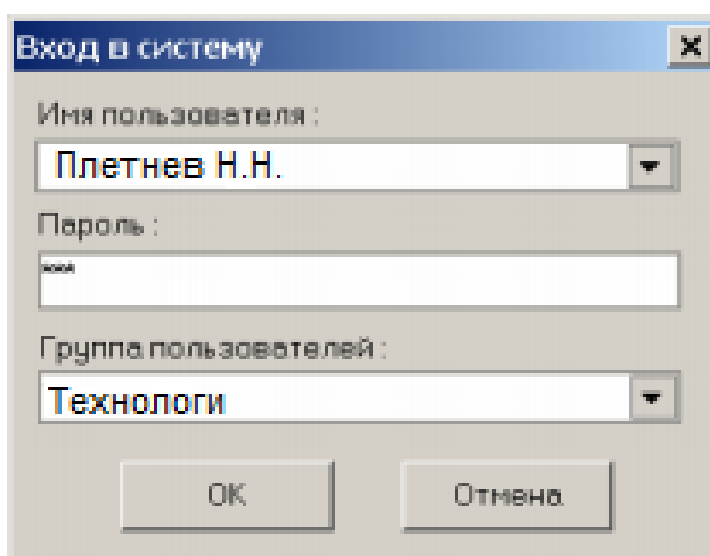 Вход в систему
Имя пользователя :
Плетнев Н.Н.
Пароль :
****
Группа пользователей :
Технологи
ОК
Отмена